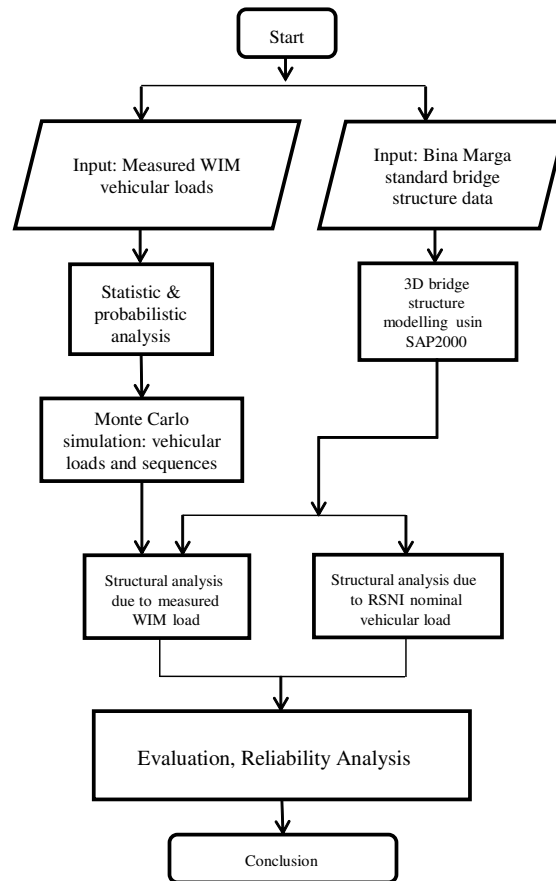 Start
Input: Measured WIM
vehicular loads
Input: Bina Marga
standard bridge
structure data
Statistic &
probabilistic
analysis
3D bridge
structure
modelling usin
SAP2000
Monte Carlo
simulation: vehicular
loads and sequences
Structural analysis
due to measured
WIM load
Structural analysis due
to RSNI nominal
vehicular load
Evaluation, Reliability Analysis
Conclusion